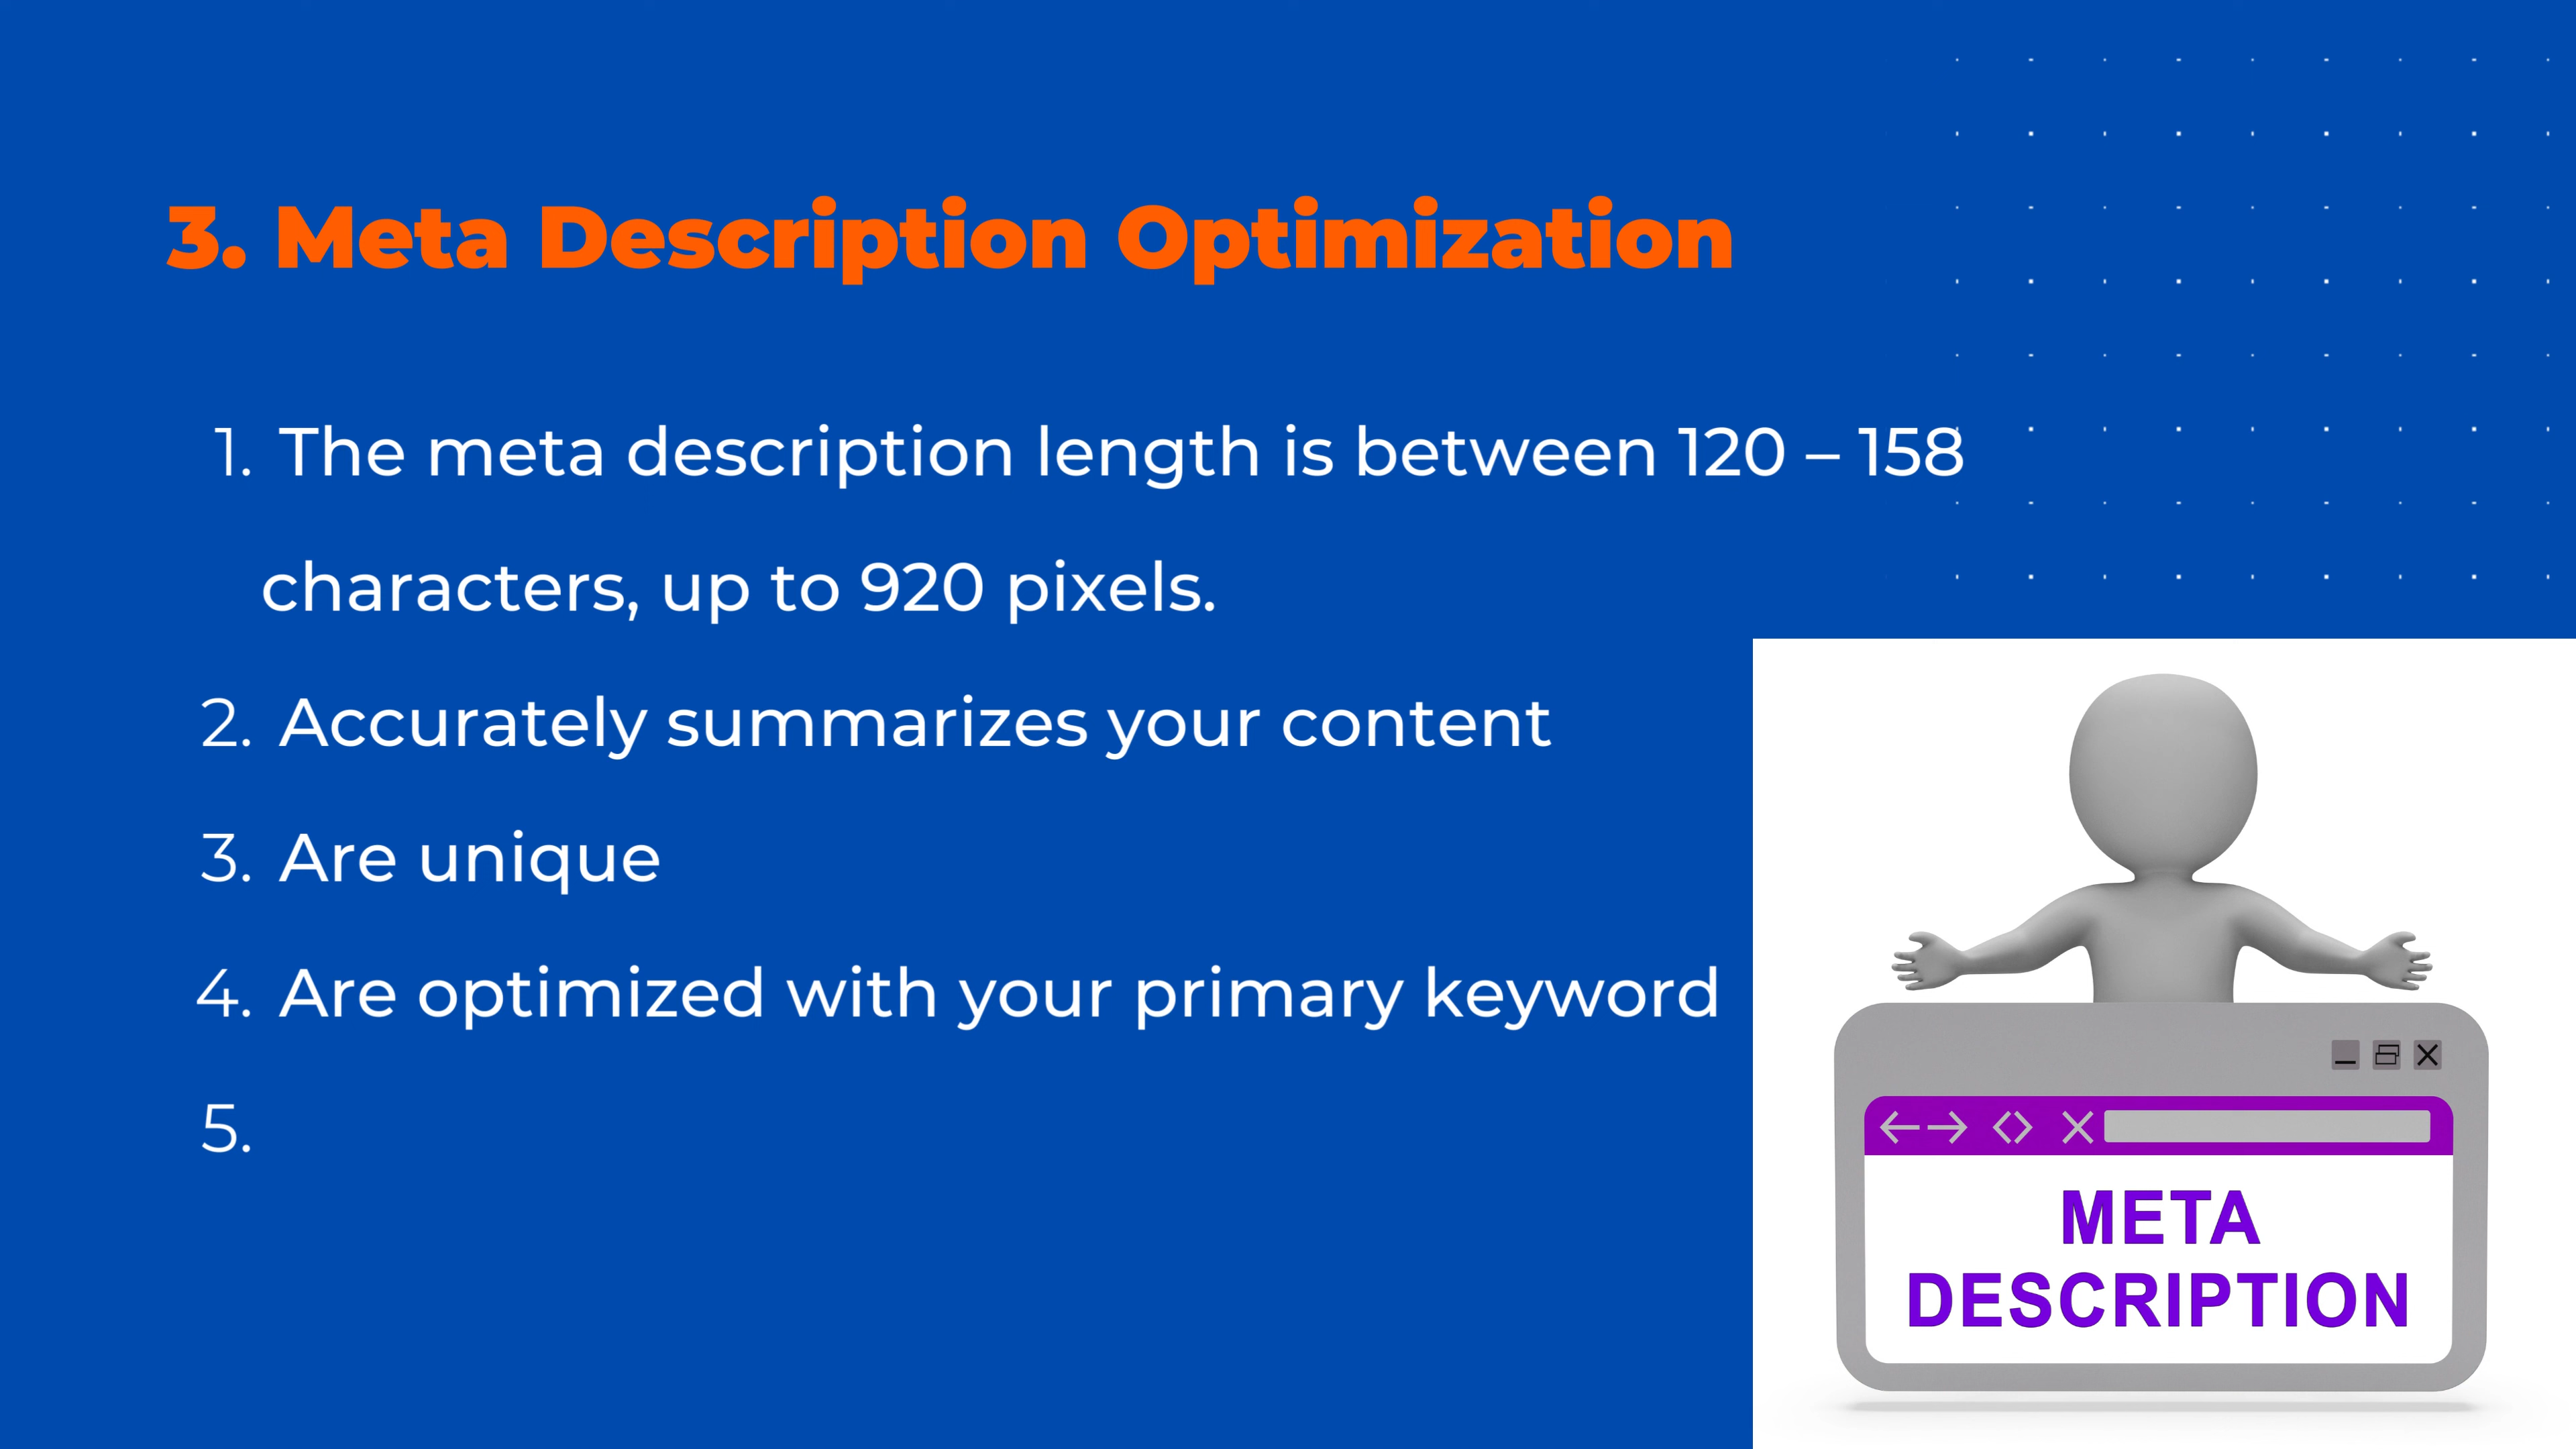 3. Meta Description Optimization
1. The meta description length is between 120 – 158
characters, up to 920 pixels.
2. Accurately summarizes your content
3. Are unique
4. Are optimized with your primary keyword
5.
META
DESCRIPTION